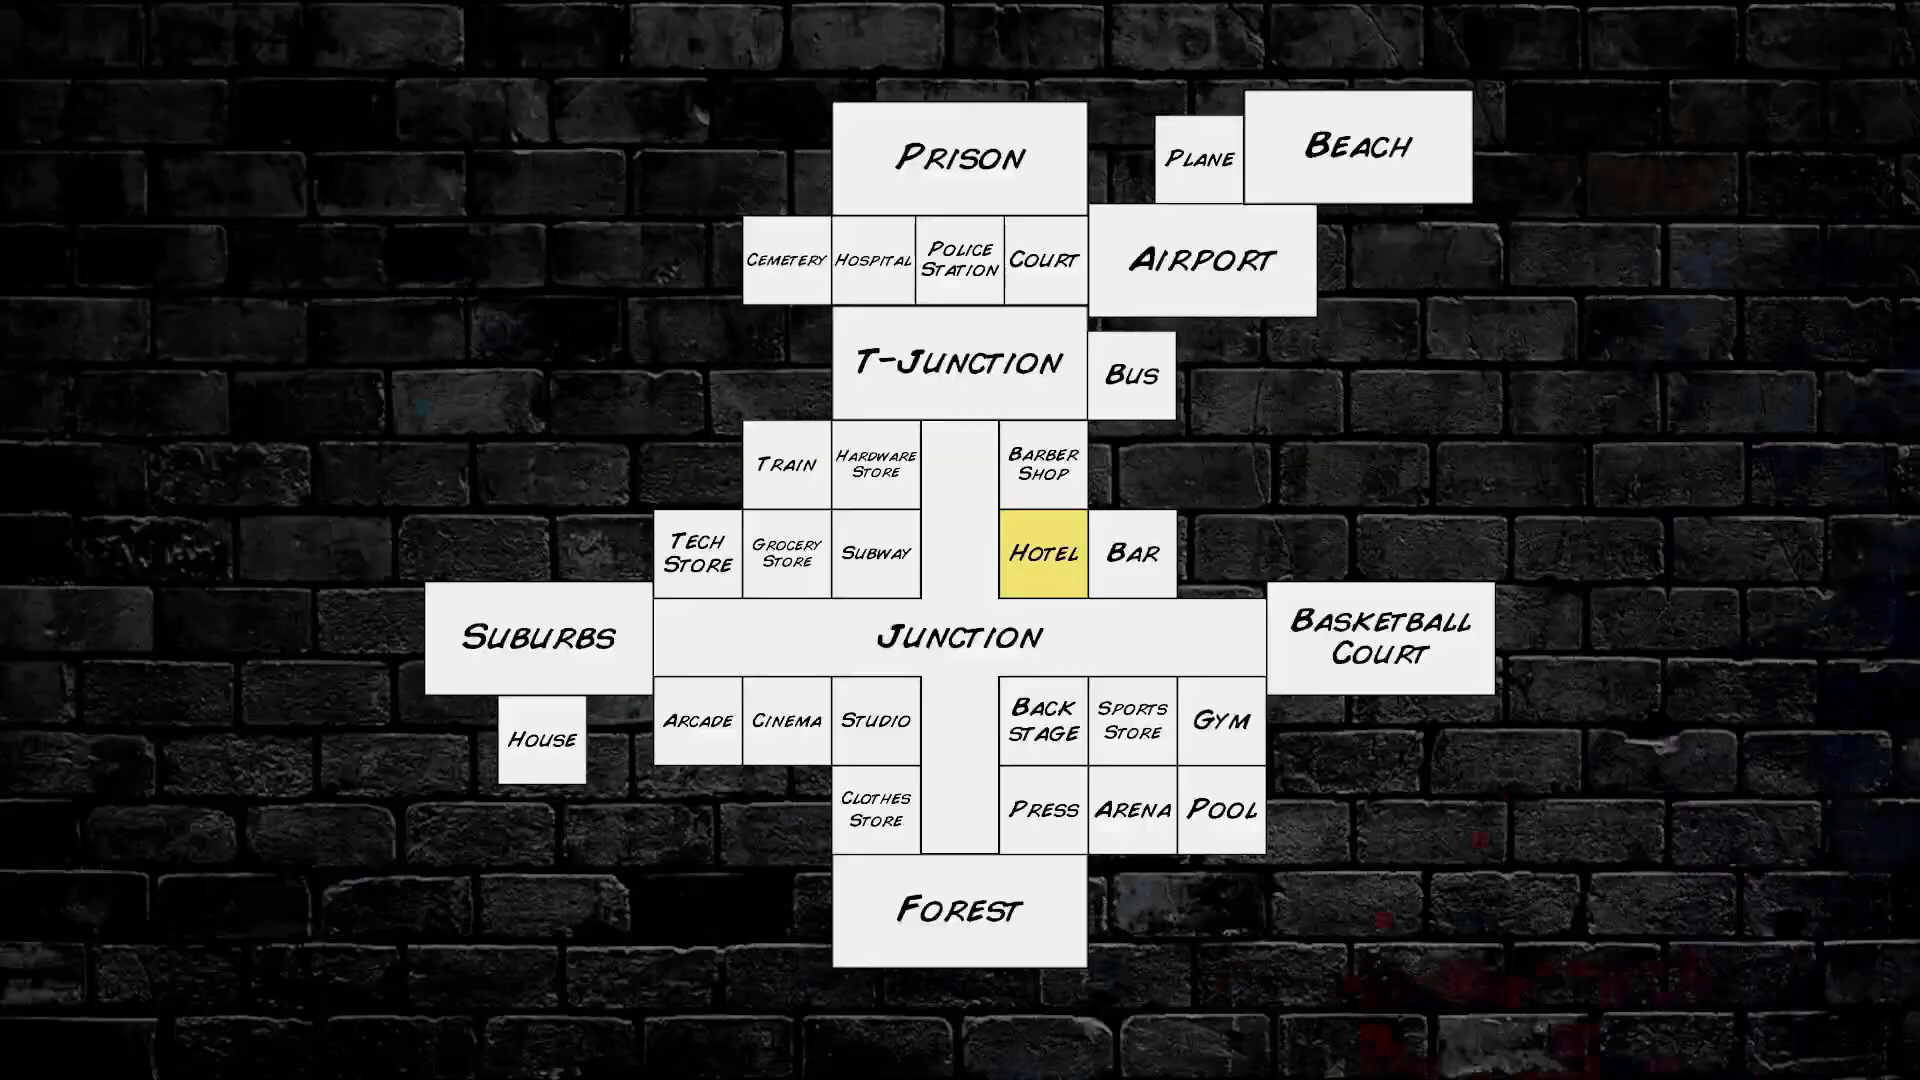 PRISON
PLANE
BEACH
CEMETERY
HOSPITAL
POLICE
STATION
COURT
AIRPORT
T-JUNCTION
BUS
TRAIN
HARDWARE
STORE
BARBER
SHOP
TECH
STORE
GROCERY
STORE
SUBWAY
HOTEL
BAR
SUBURBS
JUNCTION
BASKETBALL
COURT
HOUSE
ARCADE
CINEMA
STUDIO
BACK
STAGE
SPORTS
STORE
GYM
CLOTHES
STORE
PRESS
ARENA
POOL
FOREST